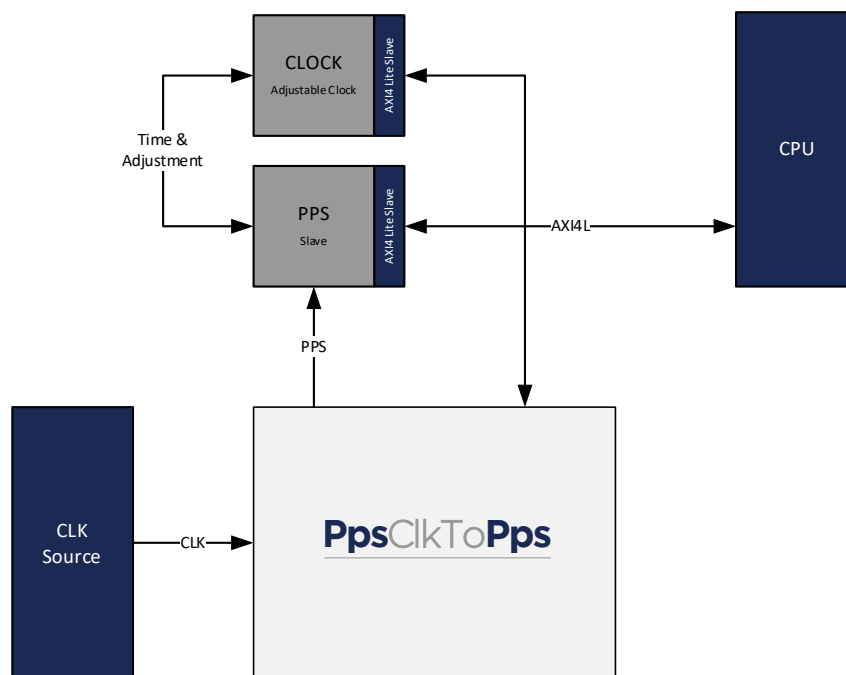 CLOCK
Adjustable Clock
AXI4 Lite Slave
CPU
Time &
Adjustment
PPS
Slave
AXI4 Lite Slave
AXI4L
PPS
CLK
Source
CLK
PpsClkToPps